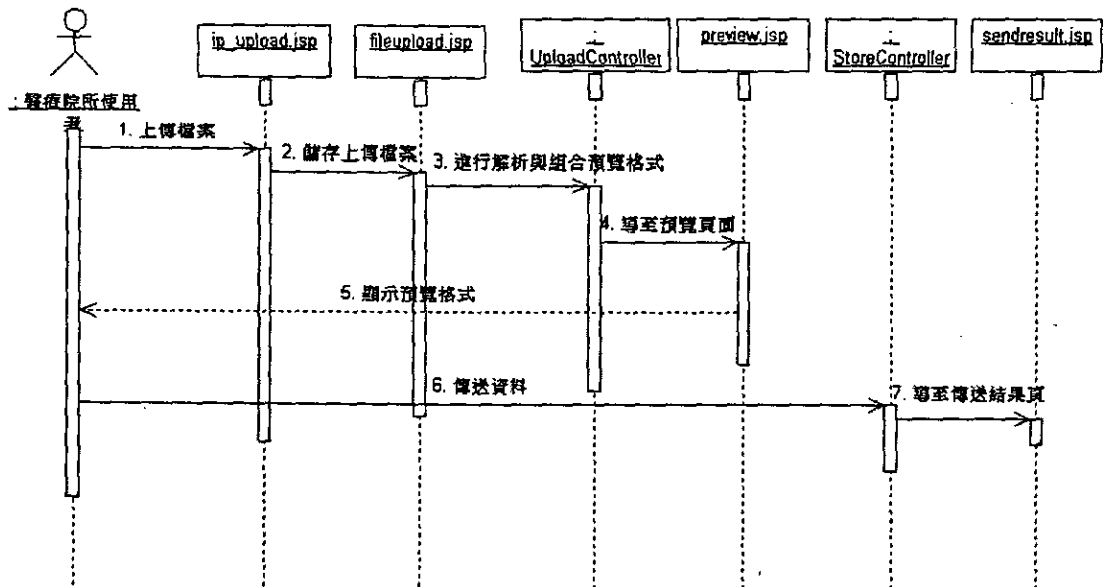 ip_upload.jsp
fileupload.jsp
:
UploadController
preview.jsp
:
StoreController
sendresult.jsp
: 醫療院所使用
者
1. 上傳檔案
2. 儲存上傳檔案
3. 進行解析與組合預覽格式
4. 導至預覽頁面
5. 顯示預覽格式
6. 傳送資料
7. 導至傳送結果頁